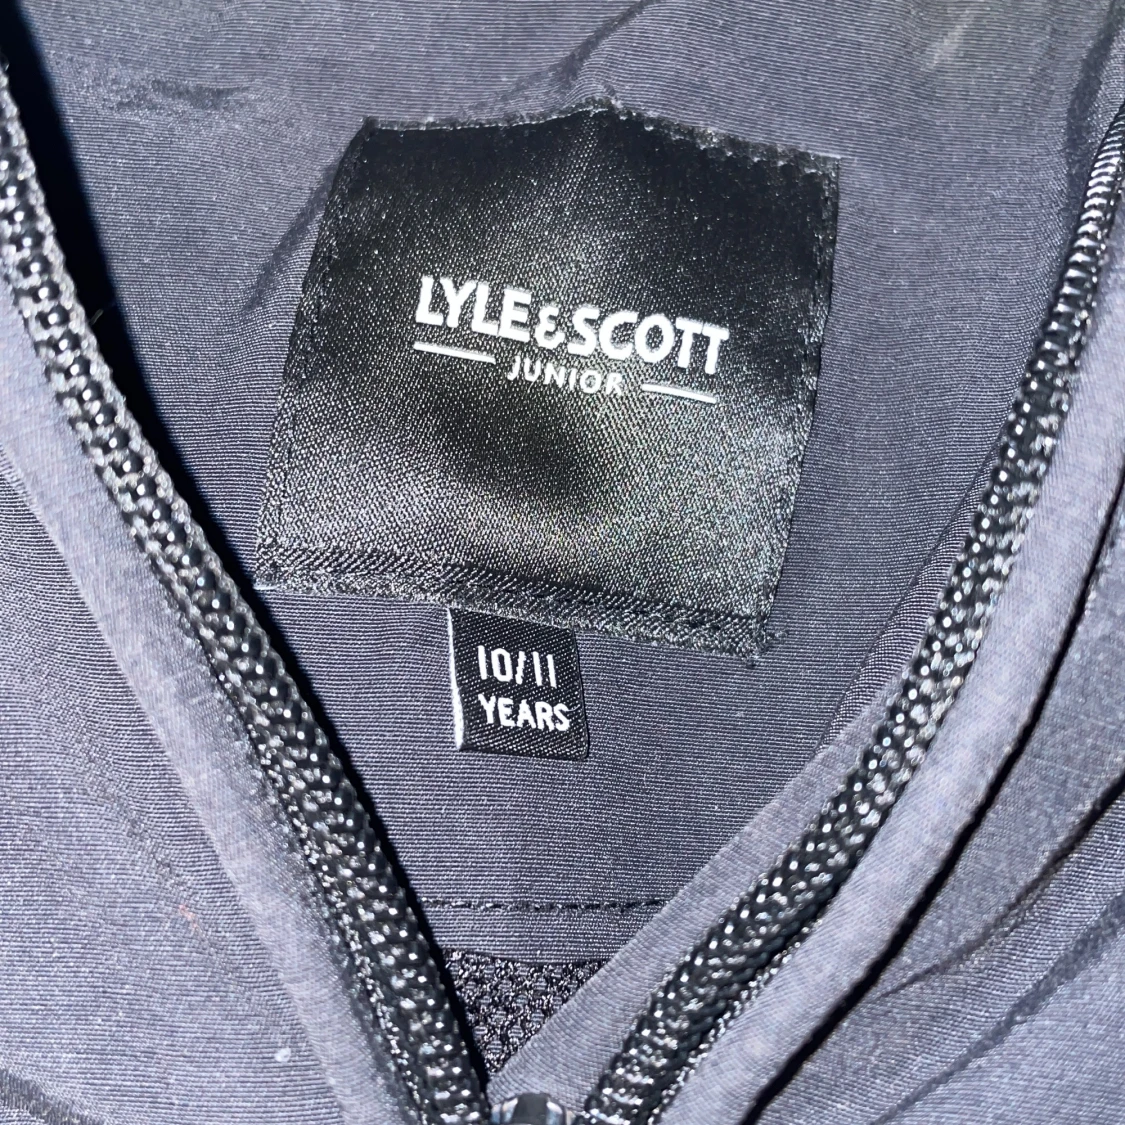 LYLE&SCOTT
JUNIOR
10/11
YEARS